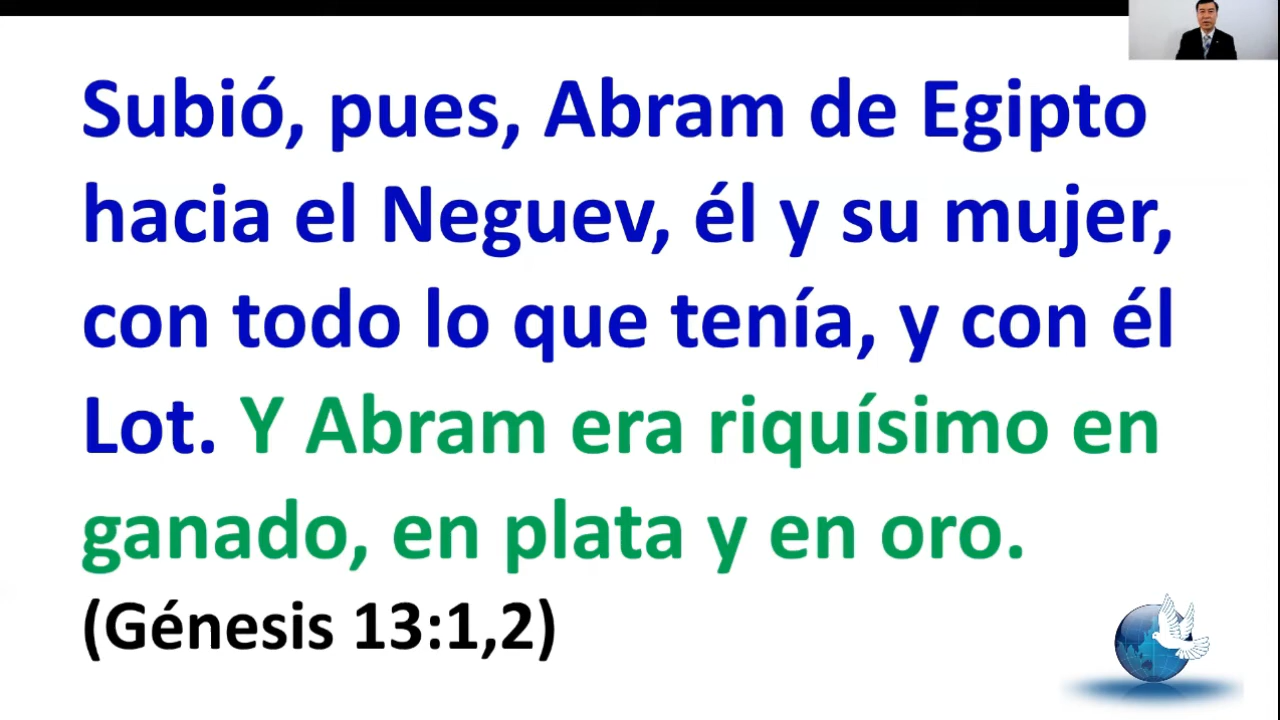 Subió, pues, Abram de Egipto
hacia el Neguev, él y su mujer,
con todo lo que tenía, y con él
Lot. Y Abram era riquísimo en
ganado, en plata y en oro.
(Génesis 13:1,2)